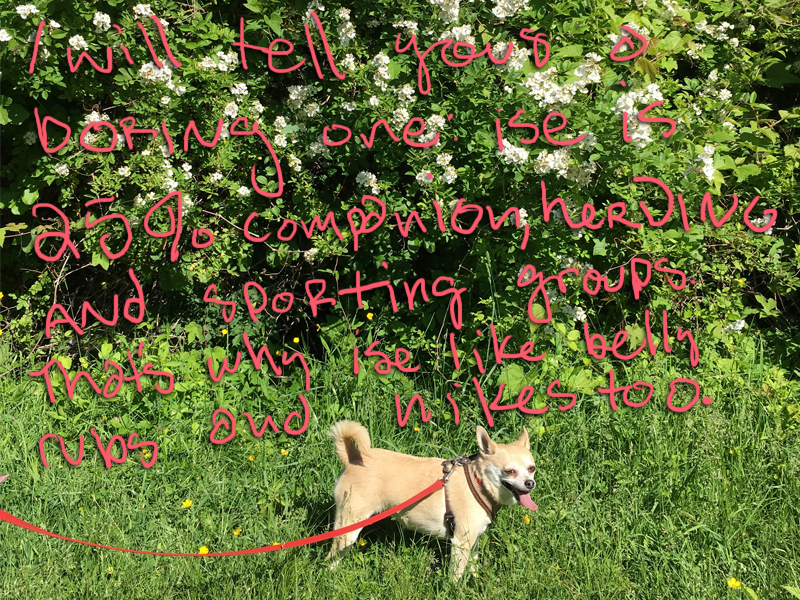 I will tell yous a
boring one: ise is
25% companion, herding
and sporting groups.
That's why ise like belly
rubs and hikes too.